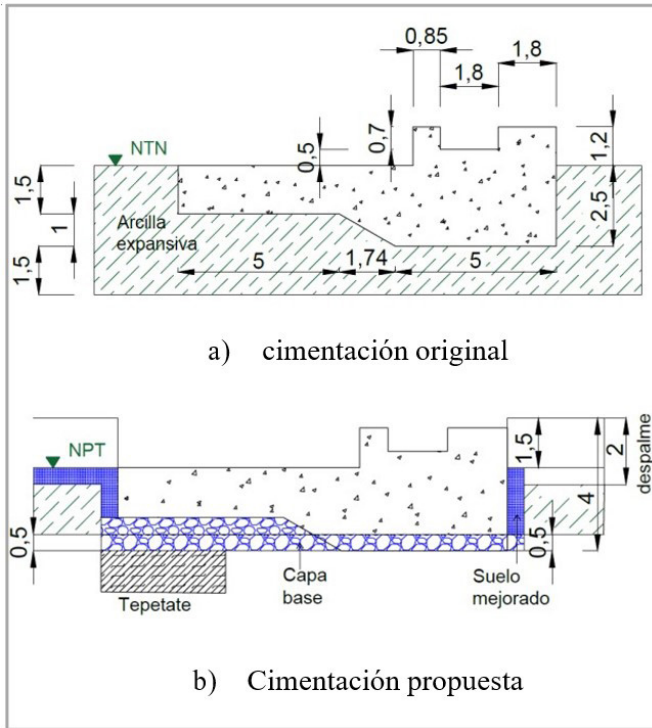 0,85
1,8
1,8
NTN
0,5
0,7
1,2
1,5
2,5
Arcilla
expansiva
1
1,5
5
1,74
5
a) cimentación original
NPT
1,5
2
despalme
4
0,5
0,5
Tepetate
Capa
base
Suelo
mejorado
b) Cimentación propuesta